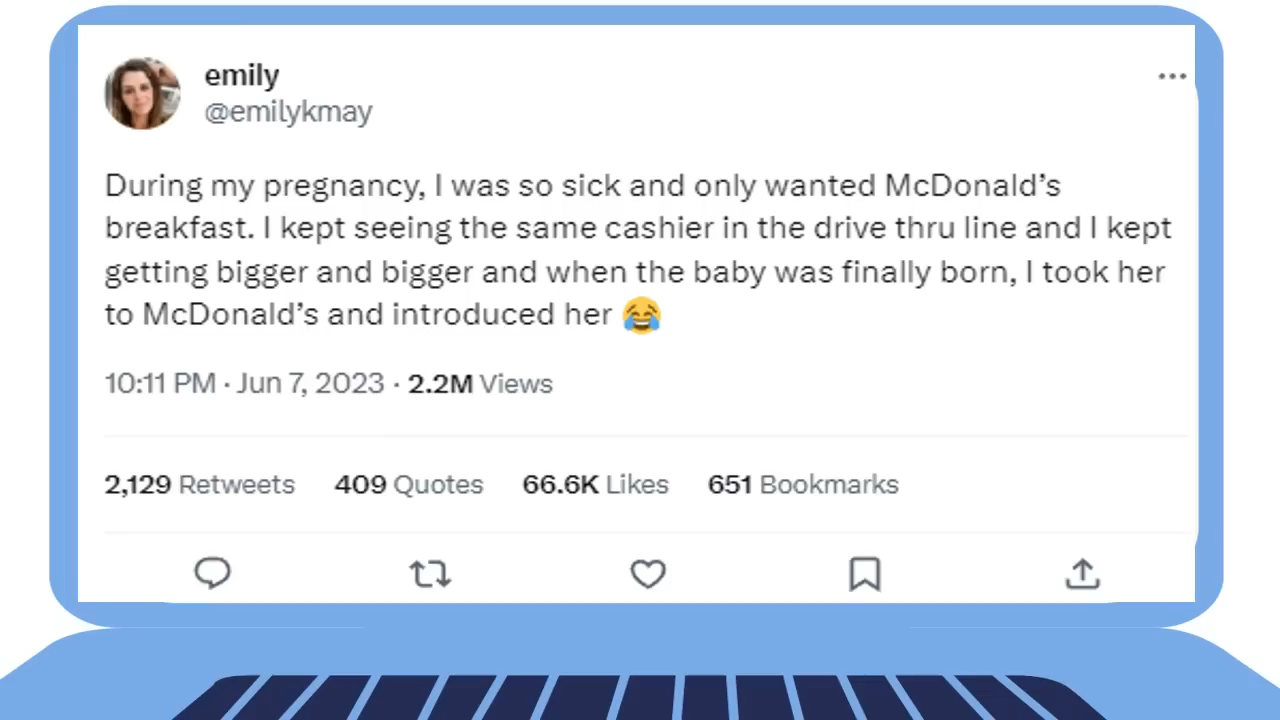 emily
@emilykmay
During my pregnancy, I was so sick and only wanted McDonald’s
breakfast. I kept seeing the same cashier in the drive thru line and I kept
getting bigger and bigger and when the baby was finally born, I took her
to McDonald’s and introduced her 😂
10:11 PM · Jun 7, 2023 · 2.2M Views
2,129 Retweets 409 Quotes 66.6K Likes 651 Bookmarks